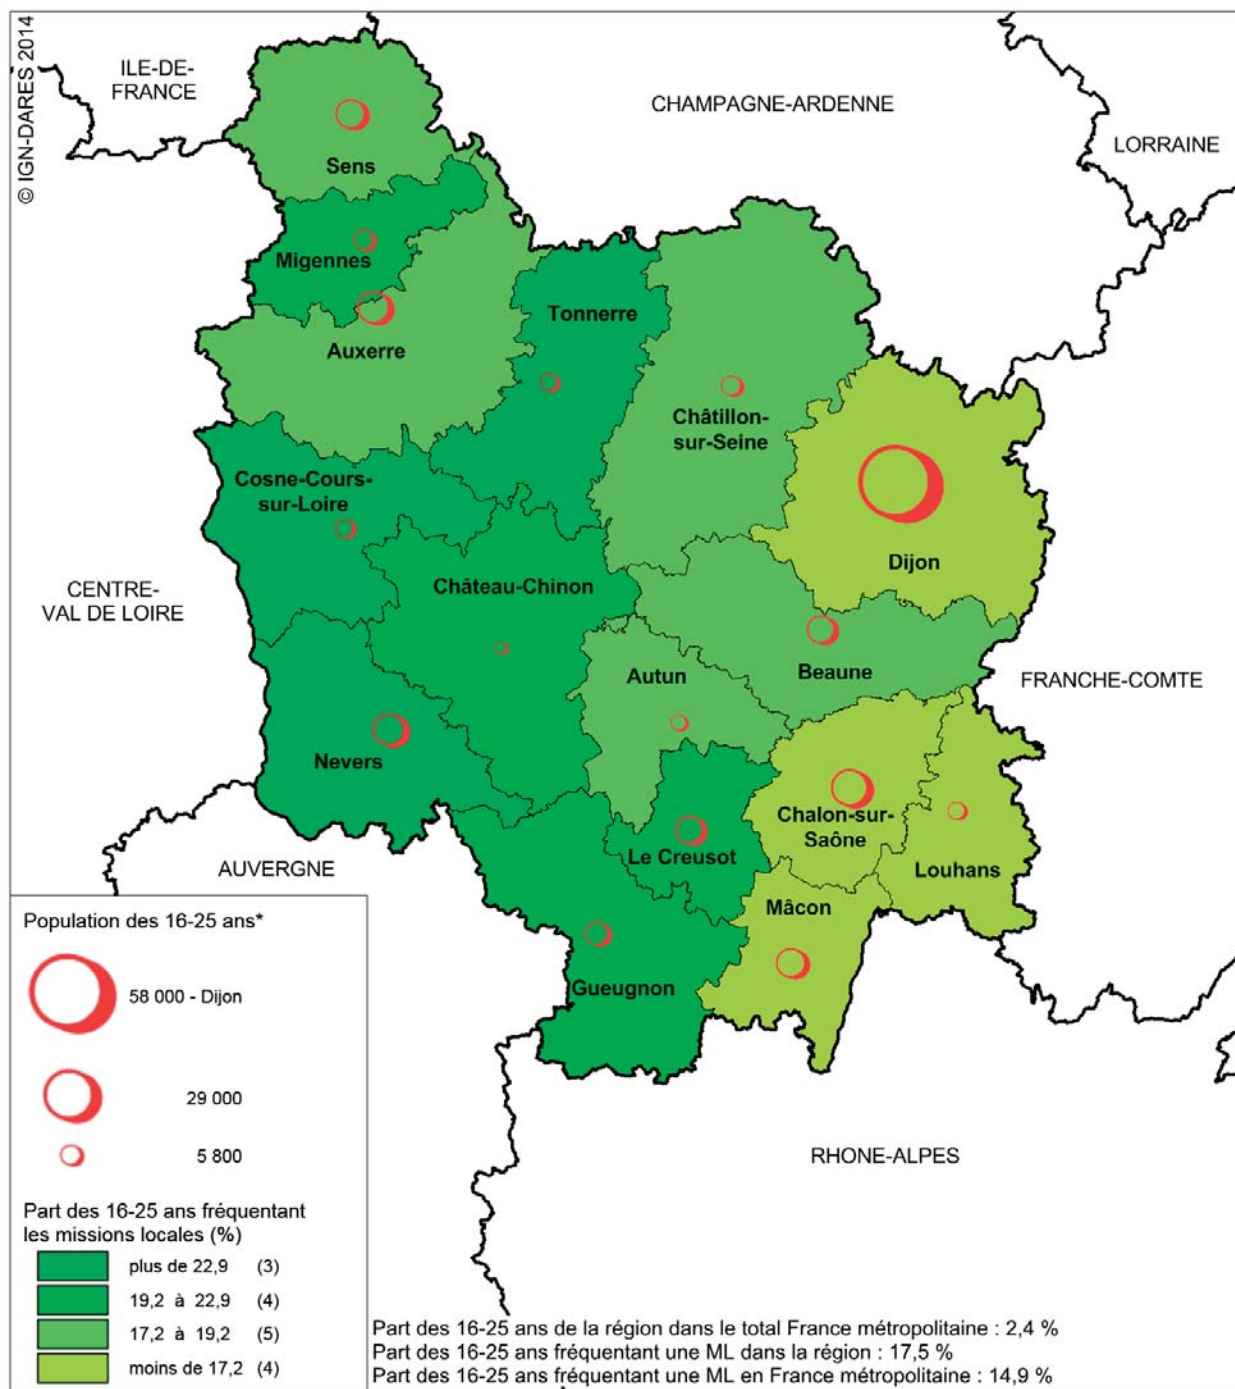 © IGN-DARES 2014
ILE-DE-
FRANCE
CHAMPAGNE-ARDENNE
LORRAINE
Sens
Migennes
Tonnerre
Auxerre
Châtillon-
sur-Seine
Cosne-Cours-
sur-Loire
Dijon
Château-Chinon
CENTRE-
VAL DE LOIRE
Autun
Beaune
FRANCHE-COMTE
Nevers
Chalon-sur-
Saône
Le Creusot
Louhans
AUVERGNE
Mâcon
Gueugnon
RHONE-ALPES
Population des 16-25 ans*
58 000 - Dijon
29 000
5 800
Part des 16-25 ans fréquentant
les missions locales (%)
plus de 22,9 (3)
19,2 à 22,9 (4)
17,2 à 19,2 (5)
moins de 17,2 (4)
Part des 16-25 ans de la région dans le total France métropolitaine : 2,4 %
Part des 16-25 ans fréquentant une ML dans la région : 17,5 %
Part des 16-25 ans fréquentant une ML en France métropolitaine : 14,9 %